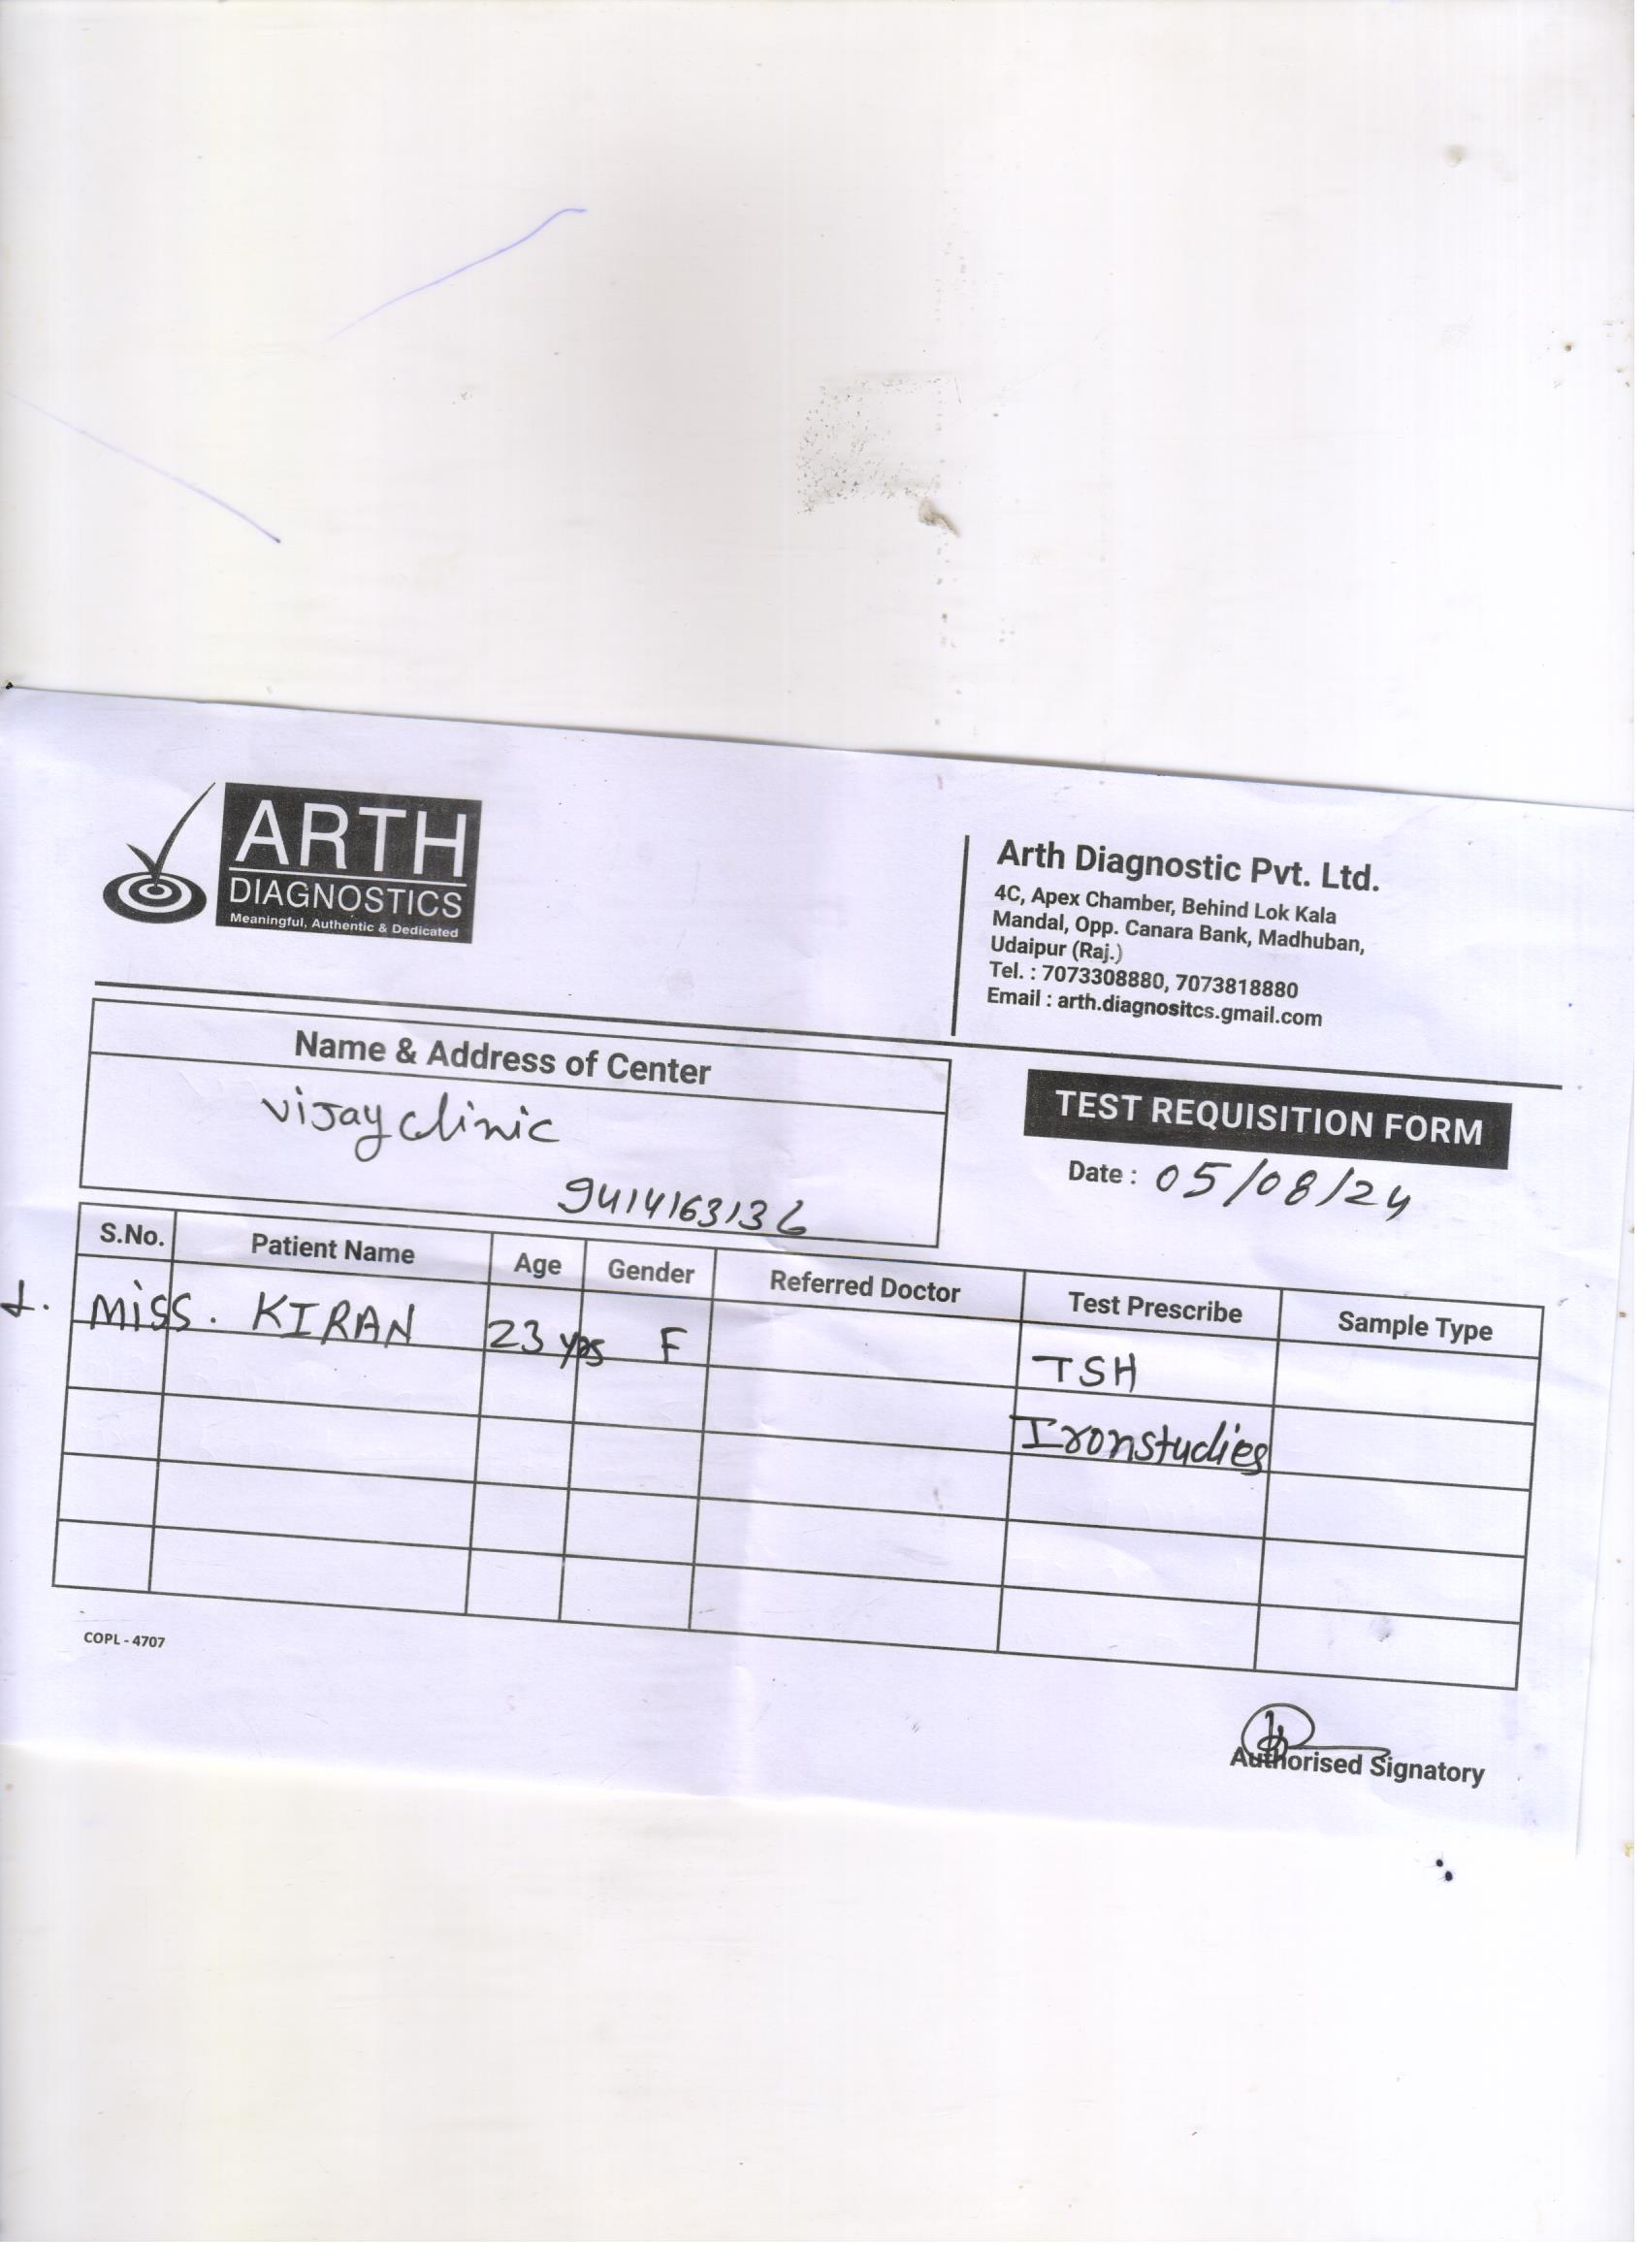 ARTH
DIAGNOSTICS
Meaningful, Authentic & Dedicated
Arth Diagnostic Pvt. Ltd.
4C, Apex Chamber, Behind Lok Kala
Mandal, Opp. Canara Bank, Madhuban,
Udaipur (Raj.)
Tel. : 7073308880, 7073818880
Email : arth.diagnositcs.gmail.com
Name & Address of Center
vijay clinic
9414163136
TEST REQUISITION FORM
Date : 05/08/24
S.No. Patient Name Age Gender Referred Doctor Test Prescribe Sample Type
1. Miss. KIRAN 23 yrs F TSH
Iron studies
COPL - 4707
Authorised Signatory